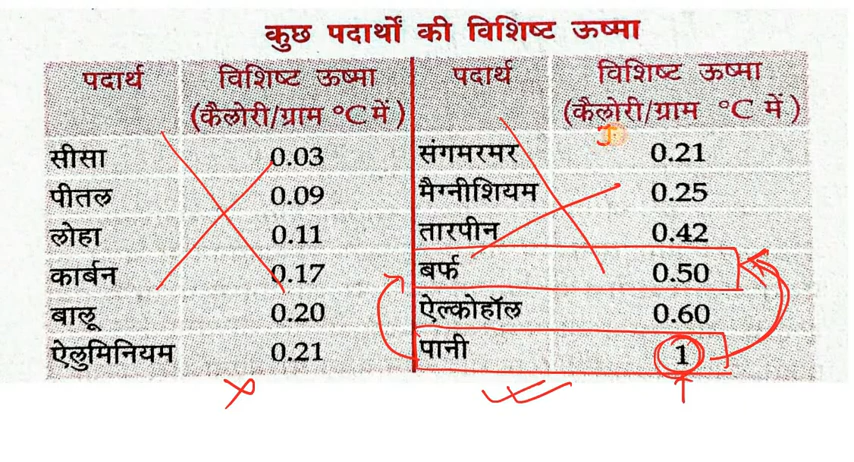 कुछ पदार्थों की विशिष्ट ऊष्मा
पदार्थ विशिष्ट ऊष्मा पदार्थ विशिष्ट ऊष्मा
(कैलोरी/ग्राम °C में) (कैलोरी/ग्राम °C में)
सीसा 0.03 संगमरमर 0.21
पीतल 0.09 मैग्नीशियम 0.25
लोहा 0.11 तारपीन 0.42
कार्बन 0.17 बर्फ 0.50
बालू 0.20 ऐल्कोहॉल 0.60
ऐलुमिनियम 0.21 पानी 1